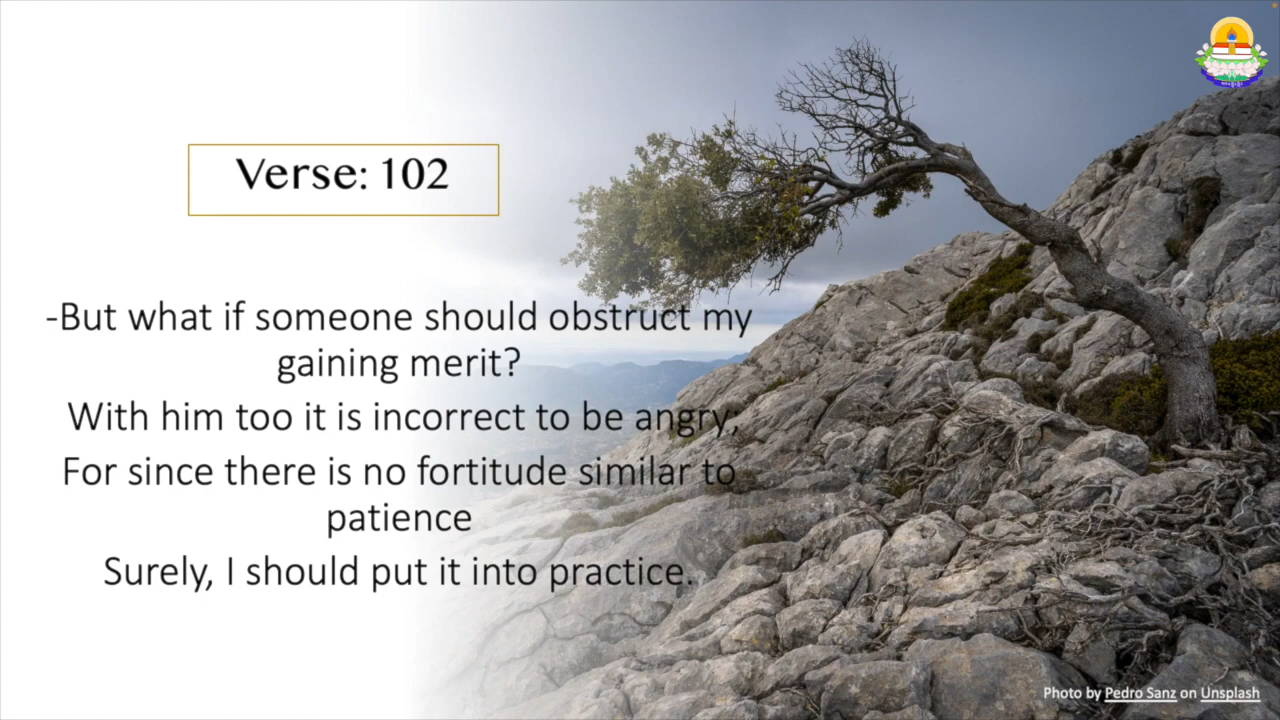 Verse: 102
-But what if someone should obstruct my
gaining merit?
With him too it is incorrect to be angry;
For since there is no fortitude similar to
patience
Surely, I should put it into practice.
Photo by Pedro Sanz on Unsplash